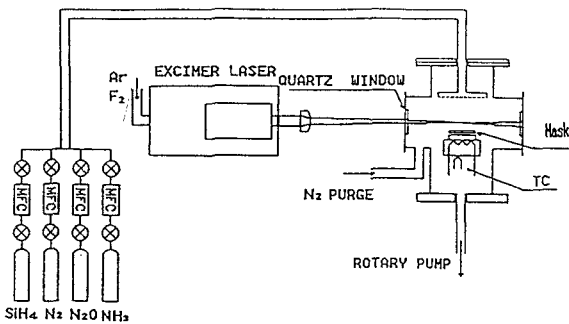 EXCIMER LASER
Ar
F2
QUARTZ WINDOW
Mask
TC
N2 PURGE
ROTARY PUMP
MFC MFC MFC MFC
SiH4 N2 N2O NH3